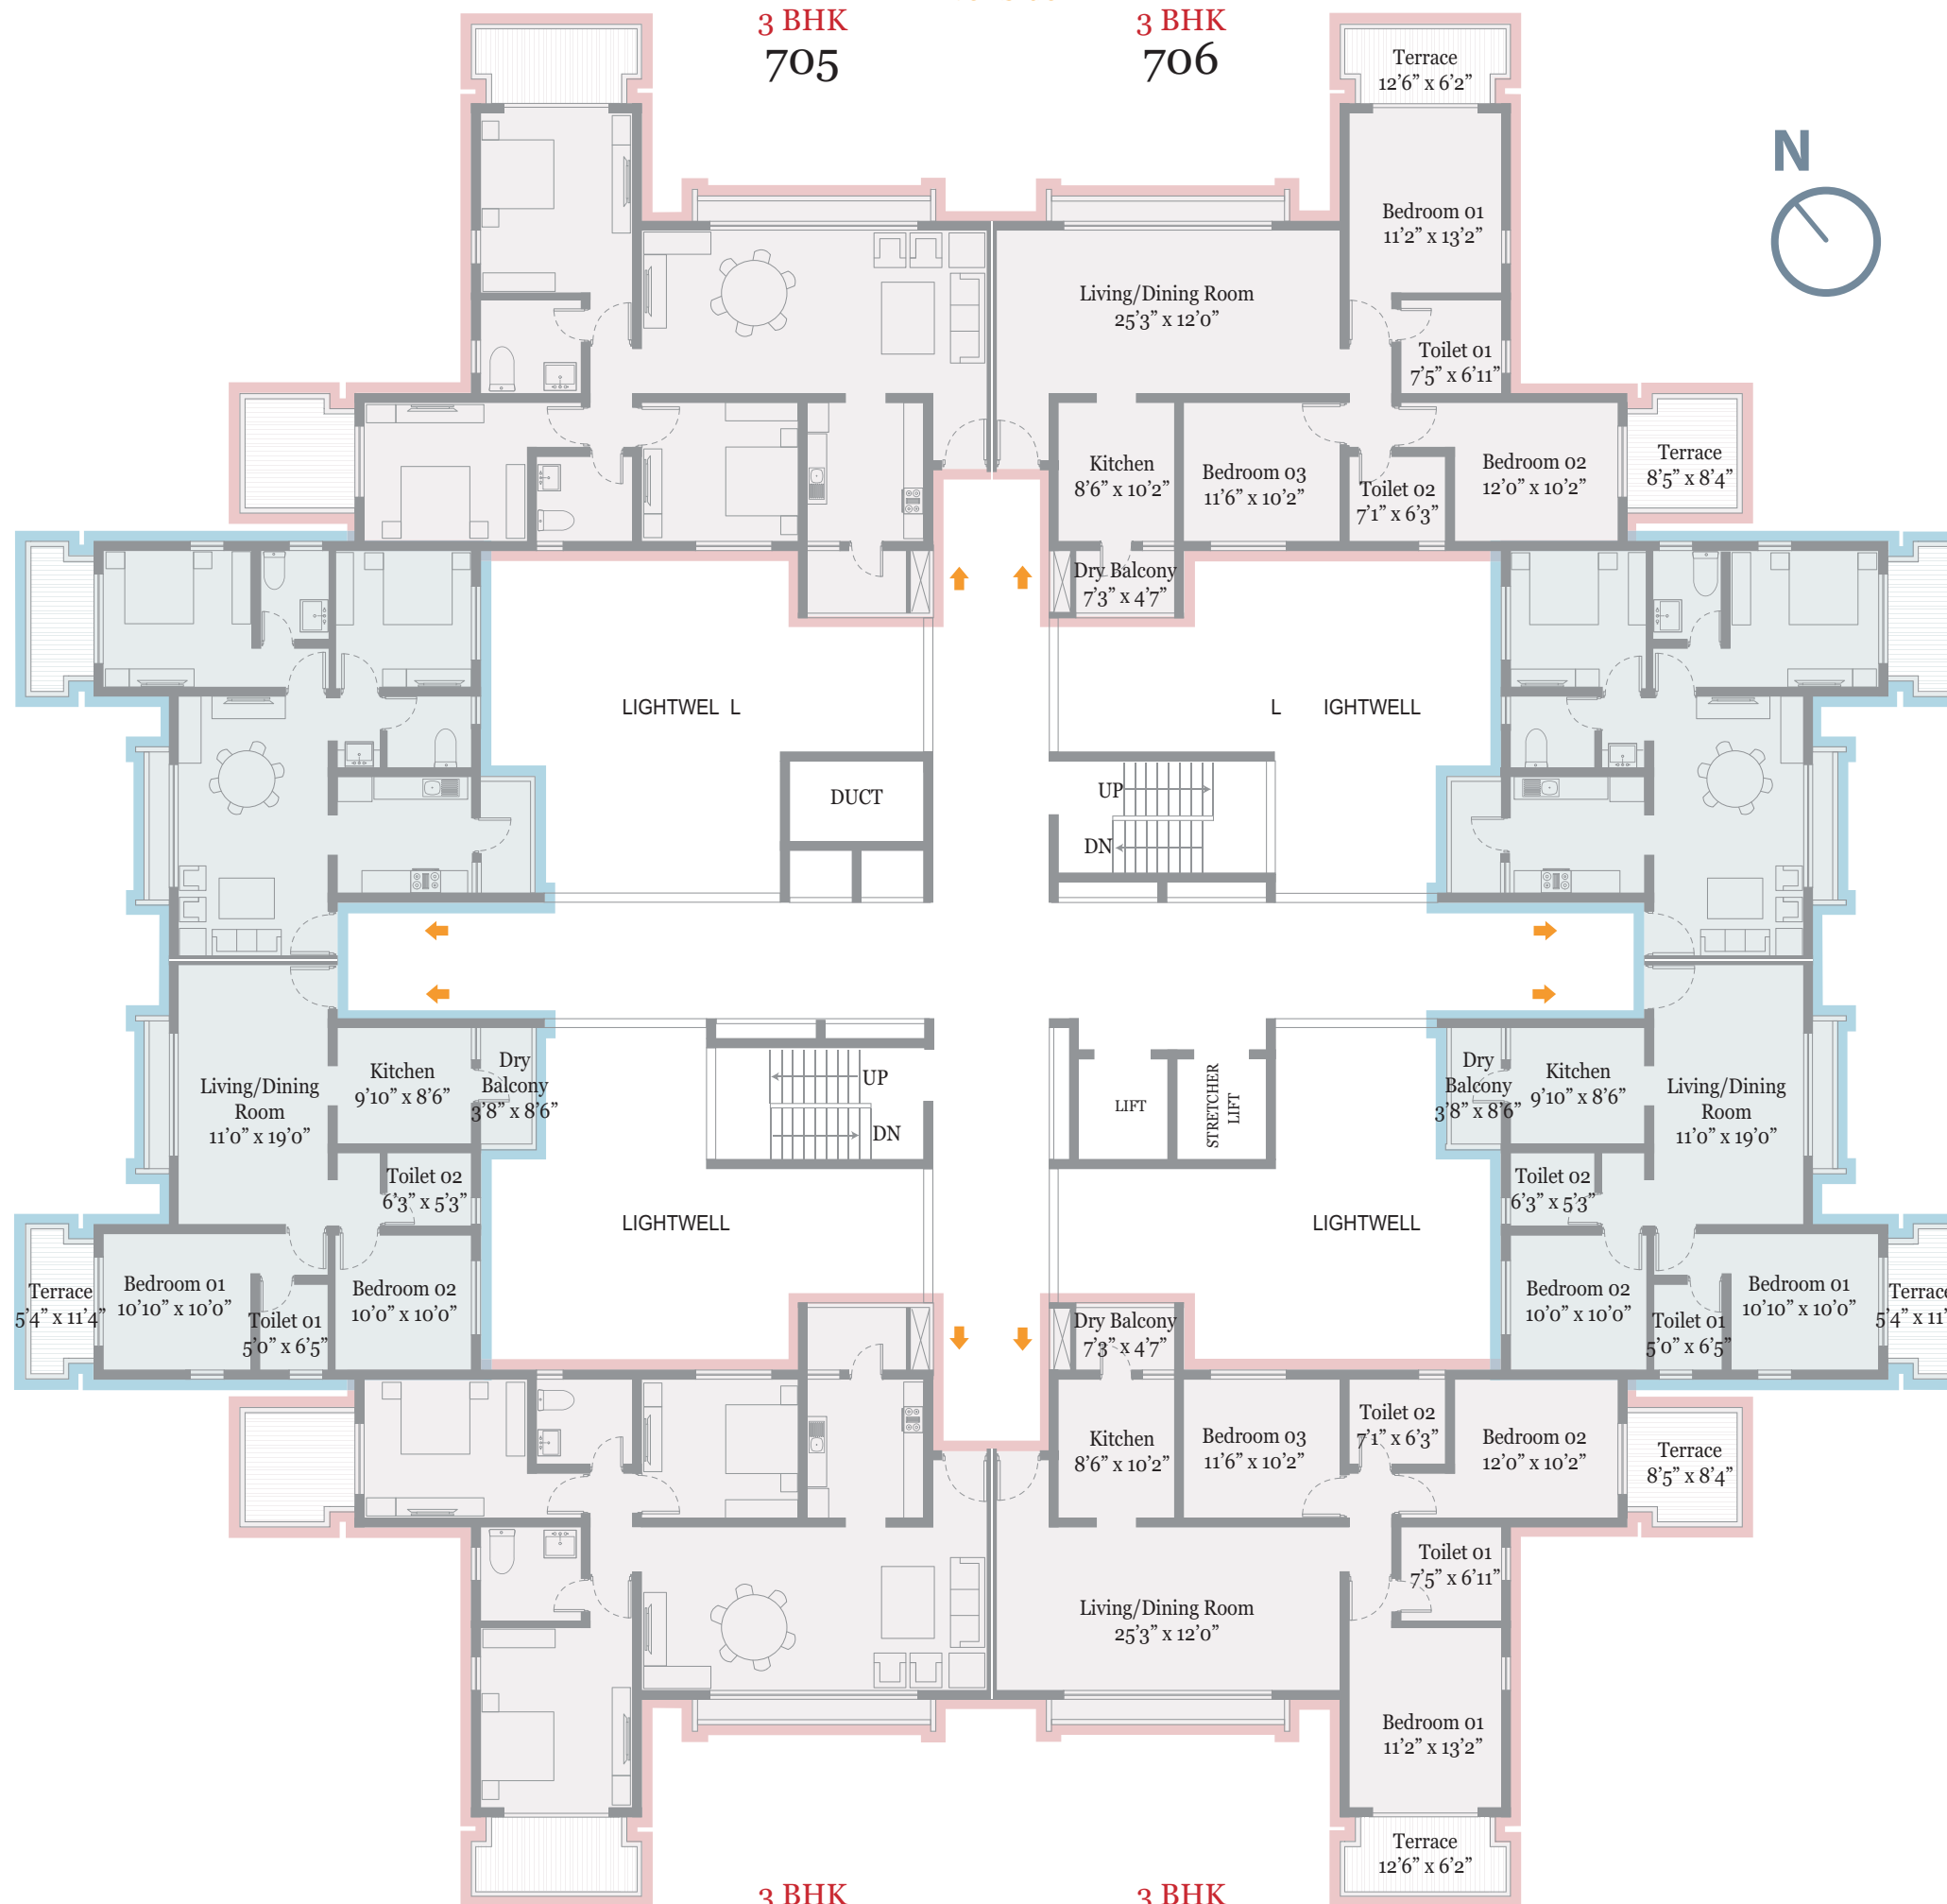 3 BHK
705
3 BHK
706
Terrace
12’6” x 6’2”
N
Bedroom 01
11’2” x 13’2”
Living/Dining Room
25’3” x 12’0”
Toilet 01
7’5” x 6’11”
Kitchen
8’6” x 10’2”
Bedroom 03
11’6” x 10’2”
Toilet 02
7’1” x 6’3”
Bedroom 02
12’0” x 10’2”
Terrace
8’5” x 8’4”
Dry Balcony
7’3” x 4’7”
LIGHTWEL L
L IGHTWELL
DUCT
UP
DN
Living/Dining
Room
11’0” x 19’0”
Kitchen
9’10” x 8’6”
Dry
Balcony
3’8” x 8’6”
UP
DN
LIFT
STRETCHER
LIFT
Dry
Balcony
3’8” x 8’6”
Kitchen
9’10” x 8’6”
Living/Dining
Room
11’0” x 19’0”
Toilet 02
6’3” x 5’3”
Toilet 02
6’3” x 5’3”
LIGHTWELL
LIGHTWELL
Terrace
5’4” x 11’4”
Bedroom 01
10’10” x 10’0”
Toilet 01
5’0” x 6’5”
Bedroom 02
10’0” x 10’0”
Bedroom 02
10’0” x 10’0”
Toilet 01
5’0” x 6’5”
Bedroom 01
10’10” x 10’0”
Terrace
5’4” x 11’
Dry Balcony
7’3” x 4’7”
Kitchen
8’6” x 10’2”
Bedroom 03
11’6” x 10’2”
Toilet 02
7’1” x 6’3”
Bedroom 02
12’0” x 10’2”
Terrace
8’5” x 8’4”
Toilet 01
7’5” x 6’11”
Living/Dining Room
25’3” x 12’0”
Bedroom 01
11’2” x 13’2”
Terrace
12’6” x 6’2”
3 BHK
3 BHK